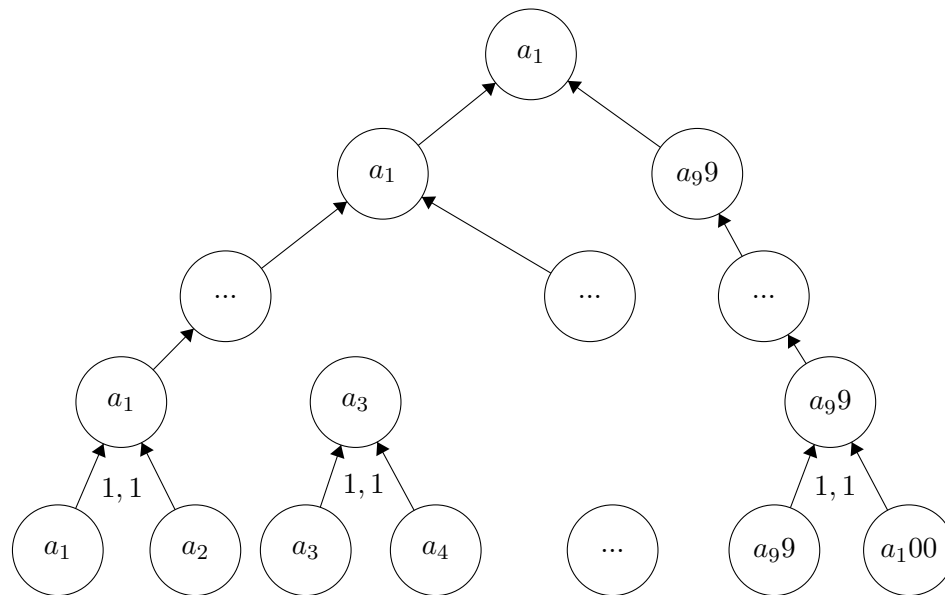 a₁
a₁ a₉9
... ... ...
a₁ a₃ a₉9
1, 1 1, 1 1, 1
a₁ a₂ a₃ a₄ ... a₉9 a₁00